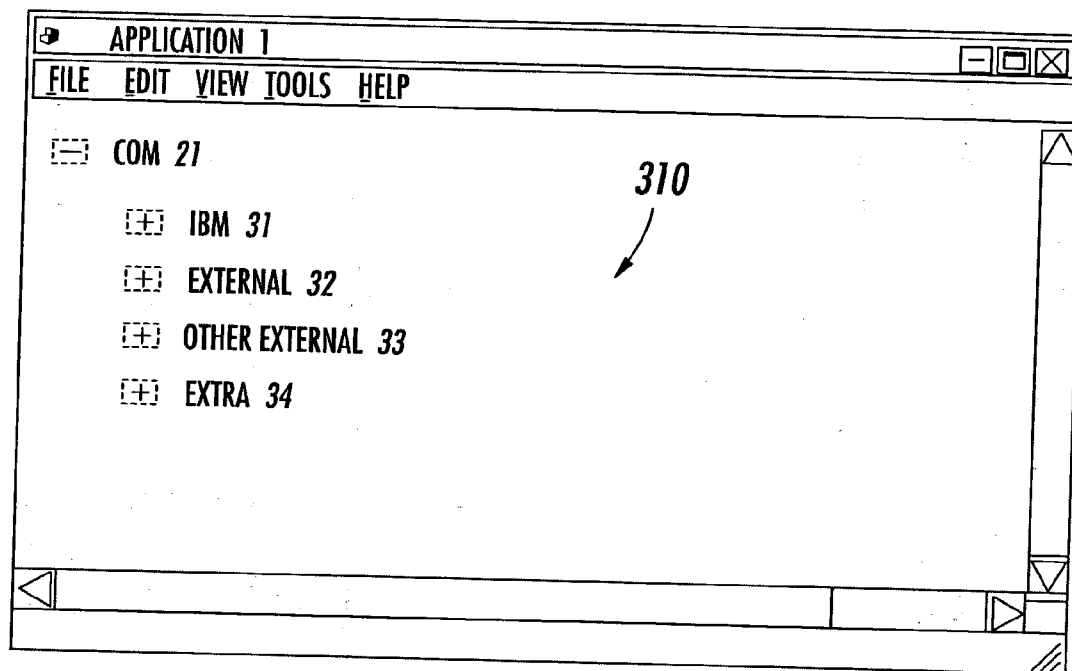 APPLICATION 1
FILE EDIT VIEW TOOLS HELP
COM 21
310
IBM 31
EXTERNAL 32
OTHER EXTERNAL 33
EXTRA 34